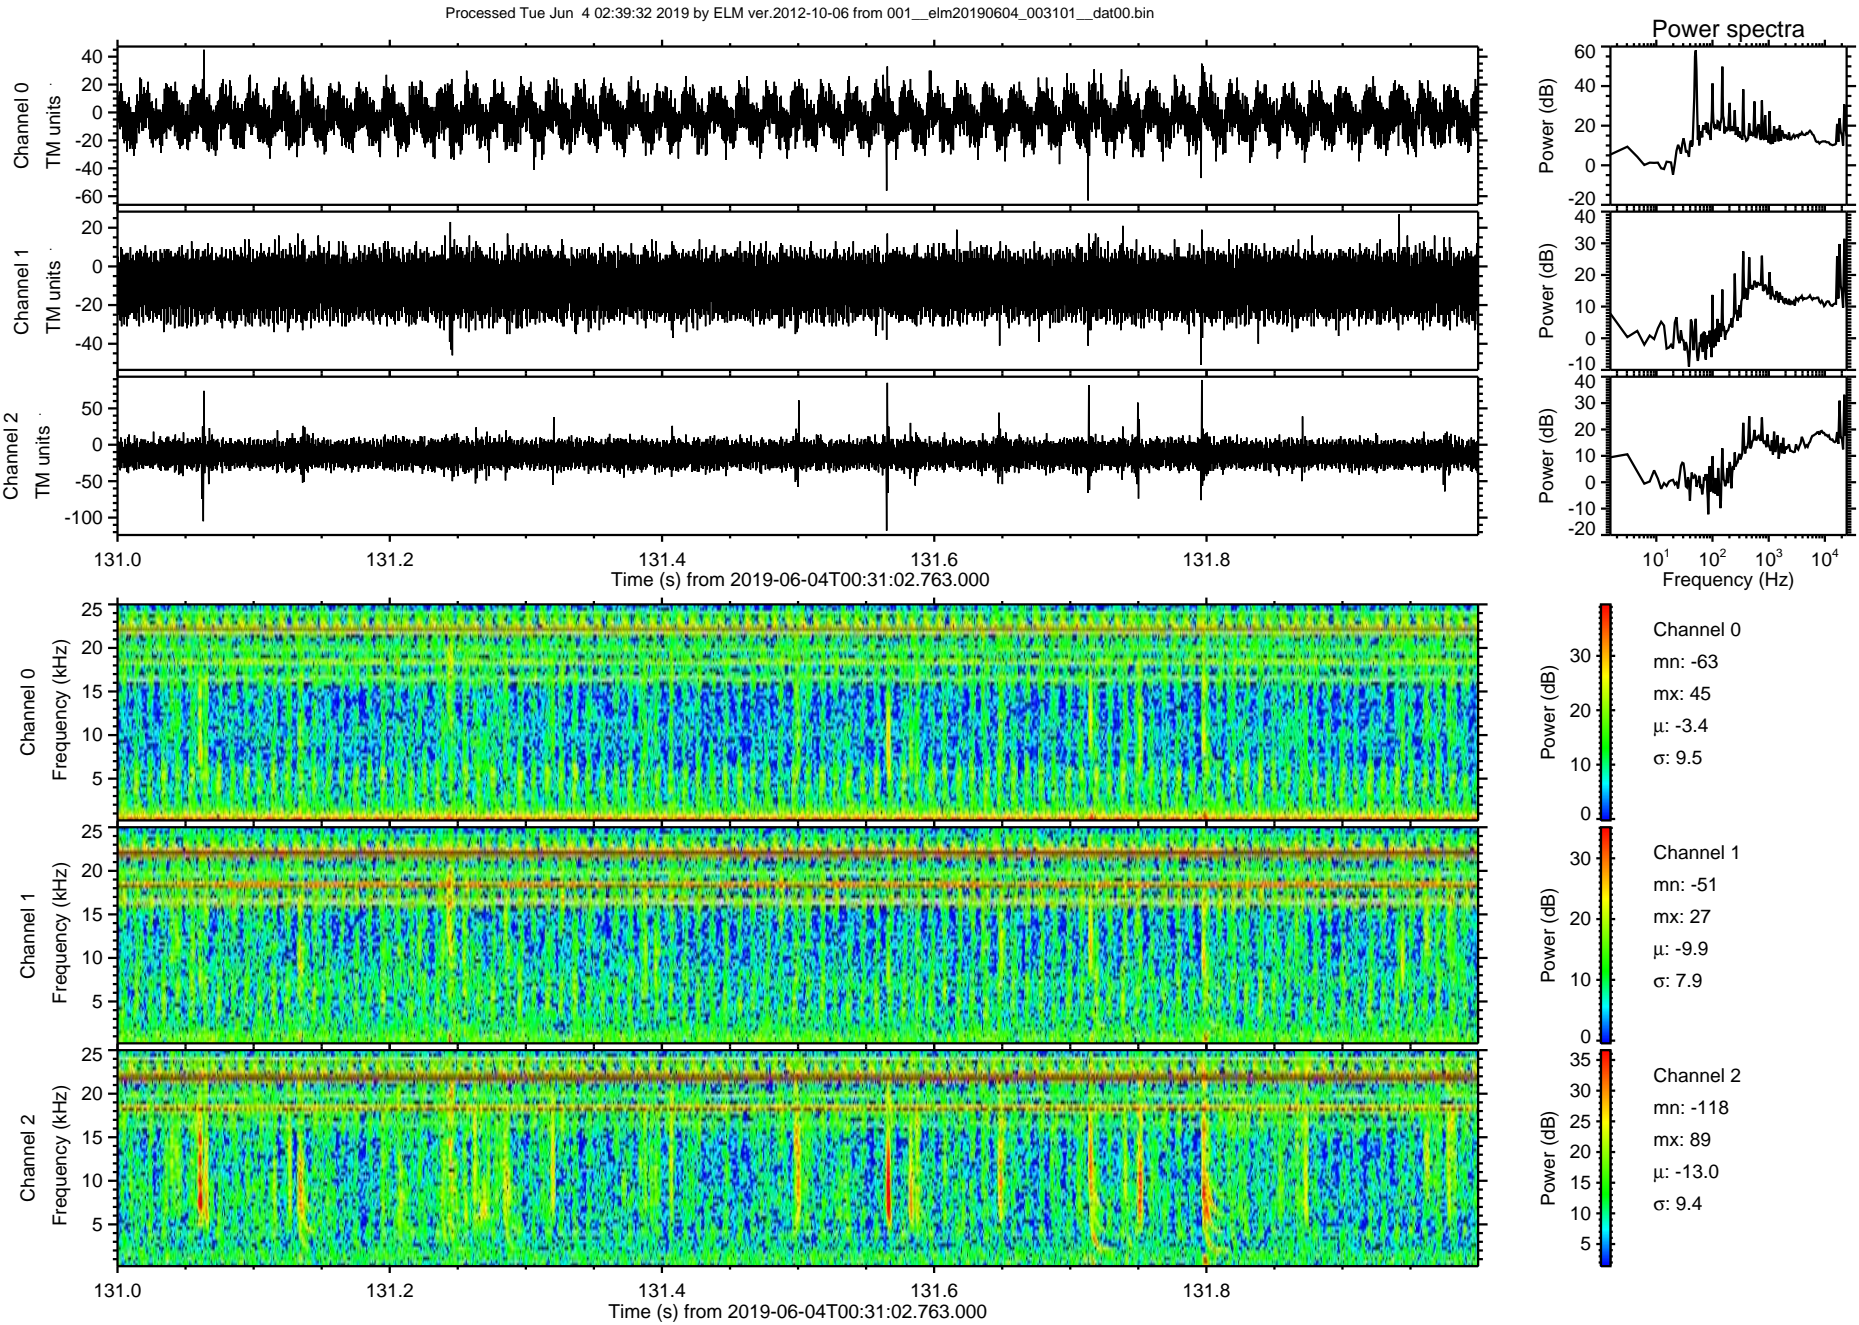 Processed Tue Jun  4 02:39:32 2019 by ELM ver.2012-10-06 from 001__elm20190604_003101__dat00.bin
Power spectra
Channel 0
TM units
40
20
0
-20
-40
-60
Power (dB)
60
40
20
0
-20
Channel 1
TM units
20
0
-20
-40
Power (dB)
40
30
20
10
0
-10
Channel 2
TM units
50
0
-50
-100
Power (dB)
40
30
20
10
0
-10
-20
131.0 131.2 131.4 131.6 131.8
Time (s) from 2019-06-04T00:31:02.763.000
10¹ 10² 10³ 10⁴
Frequency (Hz)
Channel 0
Frequency (kHz)
25
20
15
10
5
Power (dB)
30
20
10
0
Channel 0
mn: -63
mx: 45
μ: -3.4
σ: 9.5
Channel 1
Frequency (kHz)
25
20
15
10
5
Power (dB)
30
20
10
0
Channel 1
mn: -51
mx: 27
μ: -9.9
σ: 7.9
Channel 2
Frequency (kHz)
25
20
15
10
5
Power (dB)
35
30
25
20
15
10
5
Channel 2
mn: -118
mx: 89
μ: -13.0
σ: 9.4
131.0 131.2 131.4 131.6 131.8
Time (s) from 2019-06-04T00:31:02.763.000